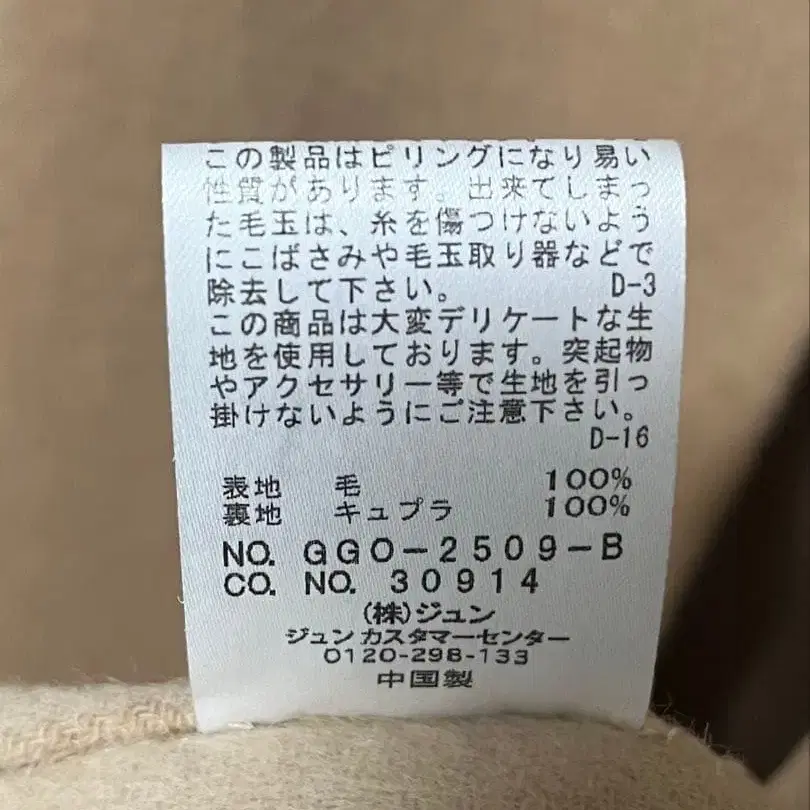 この製品はピリングになり易い
性質があります。出来てしまっ
た毛玉は、糸を傷つけないよう
にこばさみや毛玉取り器などで
除去して下さい。 D-3
この商品は大変デリケートな生
地を使用しております。突起物
やアクセサリー等で生地を引っ
掛けないようにご注意下さい。
D-16
表地 毛 100%
裏地 キュプラ 100%
NO. GGO-2509-B
CO. NO. 30914
(株)ジュン
ジュン カスタマーセンター
0120-298-133
中国製